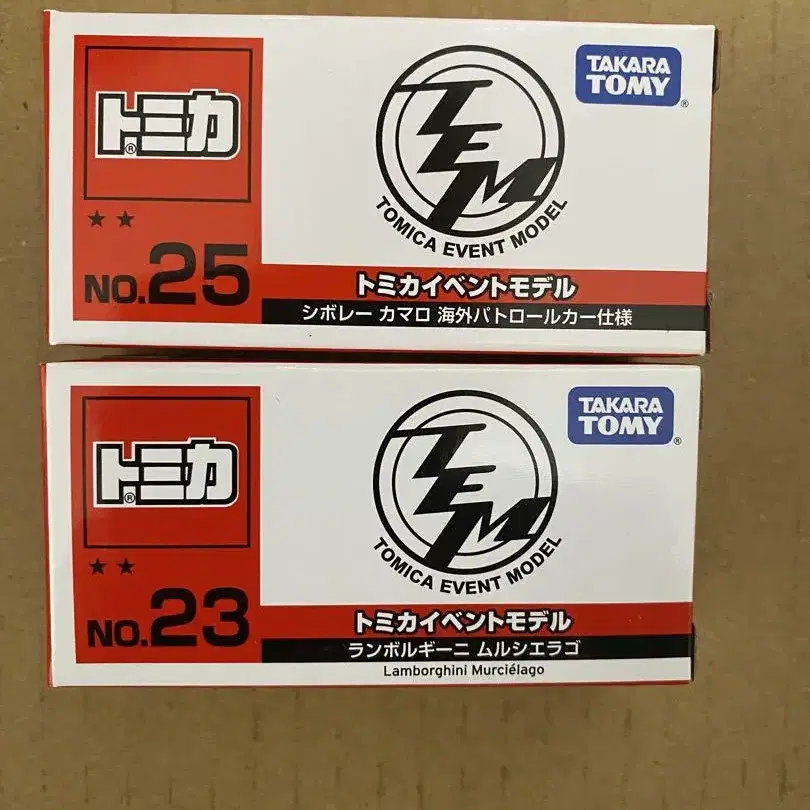 トミカ®
TAKARA
TOMY®
TEM
TOMICA EVENT MODEL
★★
NO.25
トミカイベントモデル
シボレー カマロ 海外パトロールカー仕様
トミカ®
TAKARA
TOMY®
TEM
TOMICA EVENT MODEL
★★
NO.23
トミカイベントモデル
ランボルギーニ ムルシエラゴ
Lamborghini Murciélago